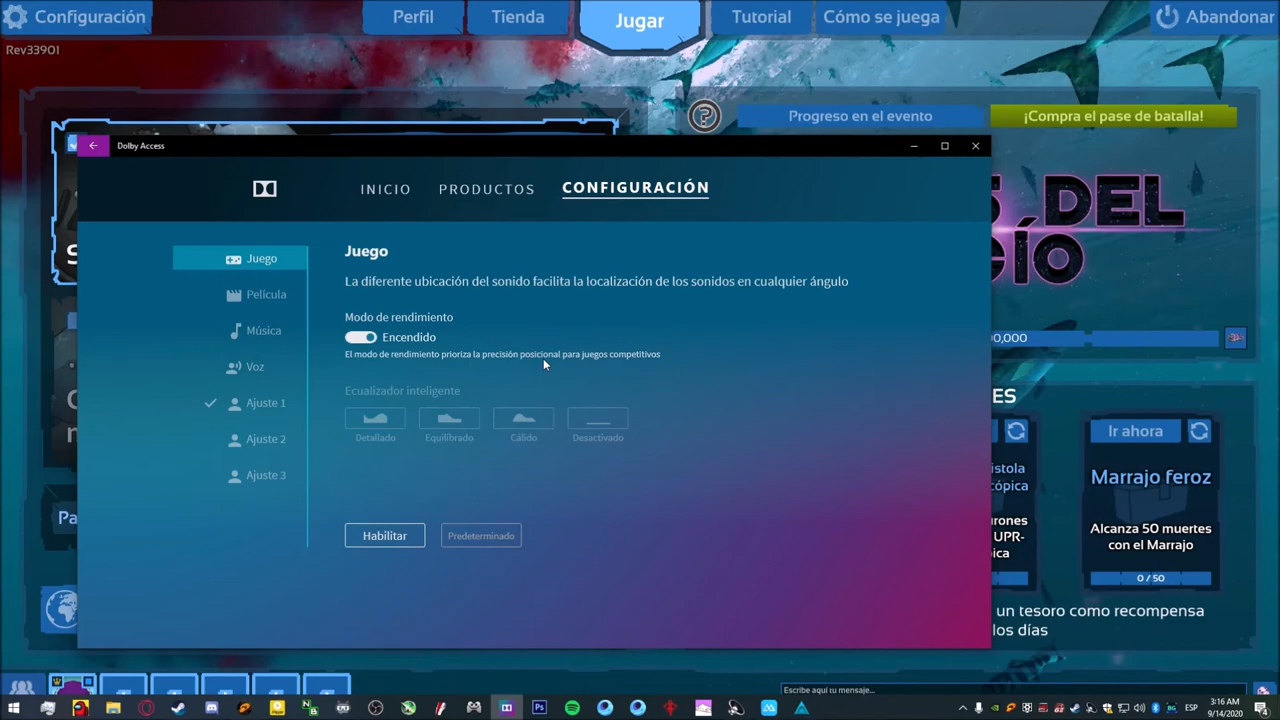 Configuración
Perfil
Tienda
Jugar
Tutorial
Cómo se juega
Abandonar
Rev33901
Progreso en el evento
¡Compra el pase de batalla!
Dolby Access
INICIO
PRODUCTOS
CONFIGURACIÓN
Juego
Película
Música
Voz
Ajuste 1
Ajuste 2
Ajuste 3
Juego
La diferente ubicación del sonido facilita la localización de los sonidos en cualquier ángulo
Modo de rendimiento
Encendido
El modo de rendimiento prioriza la precisión posicional para juegos competitivos
Ecualizador inteligente
Detallado
Equilibrado
Cálido
Desactivado
Habilitar
Predeterminado
S DEL
ÍO
0,000
ES
Ir ahora
istola
cópica
Marrajo feroz
urones
UPR-
pica
Alcanza 50 muertes
con el Marrajo
0 / 50
un tesoro como recompensa
los días
Pa
Escribe aquí tu mensaje...
ESP
3:16 AM
9/14/2020